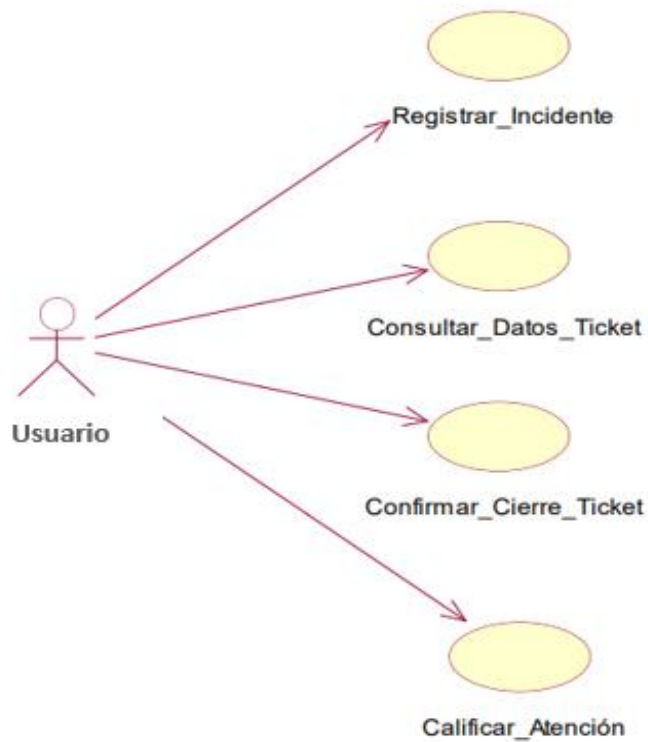 Registrar_Incidente
Consultar_Datos_Ticket
Usuario
Confirmar_Cierre_Ticket
Calificar_Atención